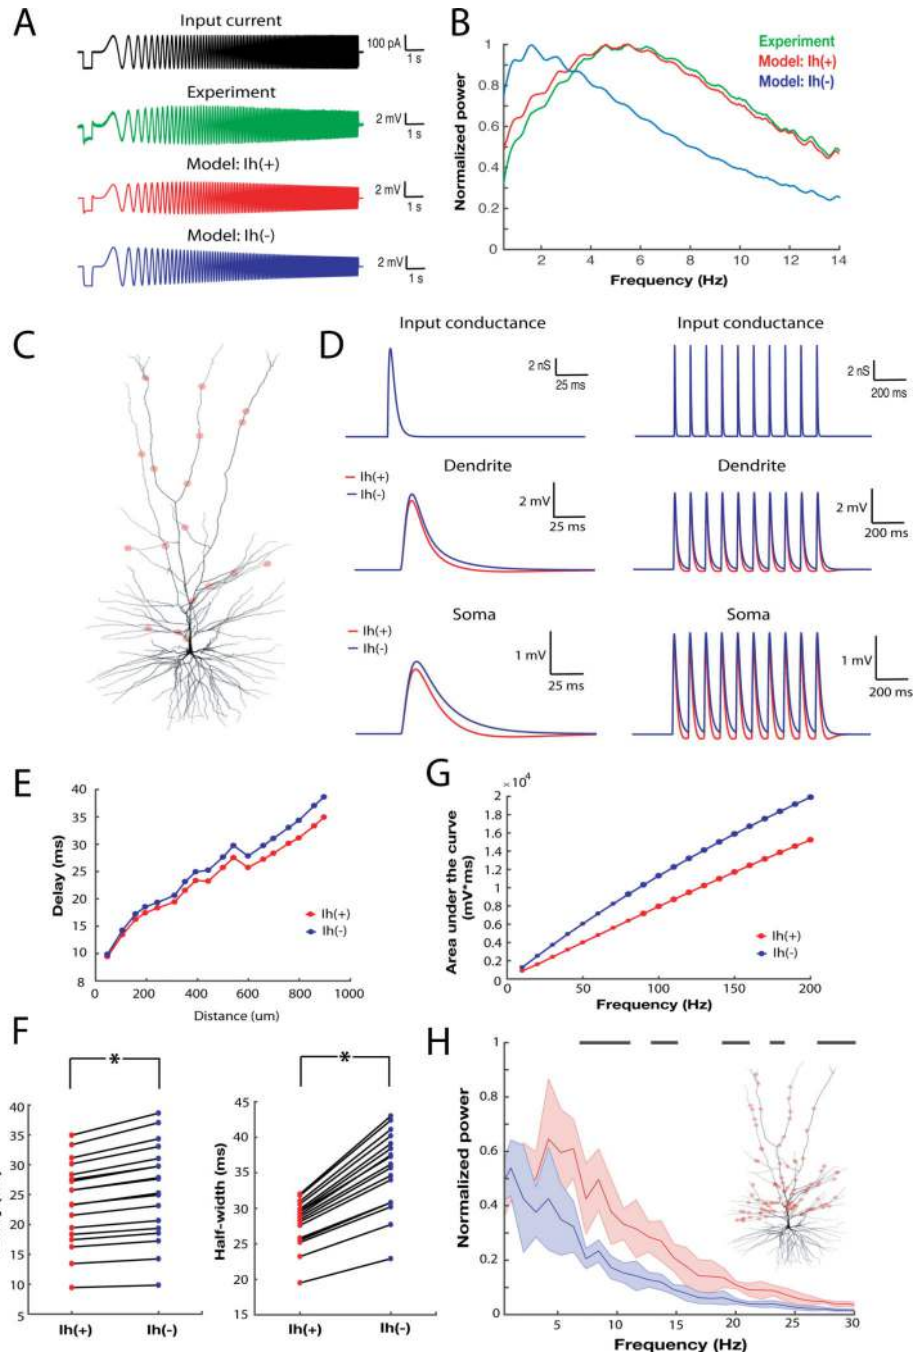 A
Input current
100 pA
1 s
Experiment
2 mV
1 s
Model: Ih(+)
2 mV
1 s
Model: Ih(-)
2 mV
1 s
B
Experiment
Model: Ih(+)
Model: Ih(-)
Normalized power
1
0.8
0.6
0.4
0.2
0
2 4 6 8 10 12 14
Frequency (Hz)
C
D
Input conductance
2 nS
25 ms
Input conductance
2 nS
200 ms
Dendrite
Ih(+)
Ih(-)
2 mV
25 ms
Dendrite
2 mV
200 ms
Soma
Ih(+)
Ih(-)
1 mV
25 ms
Soma
1 mV
200 ms
E
Delay (ms)
40
35
30
25
20
15
10
8
Ih(+)
Ih(-)
0 200 400 600 800 1000
Distance (um)
G
× 10⁴
Area under the curve
(mV*ms)
2
1.8
1.6
1.4
1.2
1
0.8
0.6
0.4
0.2
0
Ih(+)
Ih(-)
0 50 100 150 200
Frequency (Hz)
F
*
40
35
30
25
20
15
10
5
Ih(+) Ih(-)
*
Half-width (ms)
45
40
35
30
25
20
15
Ih(+) Ih(-)
H
Normalized power
1
0.8
0.6
0.4
0.2
0
5 10 15 20 25 30
Frequency (Hz)